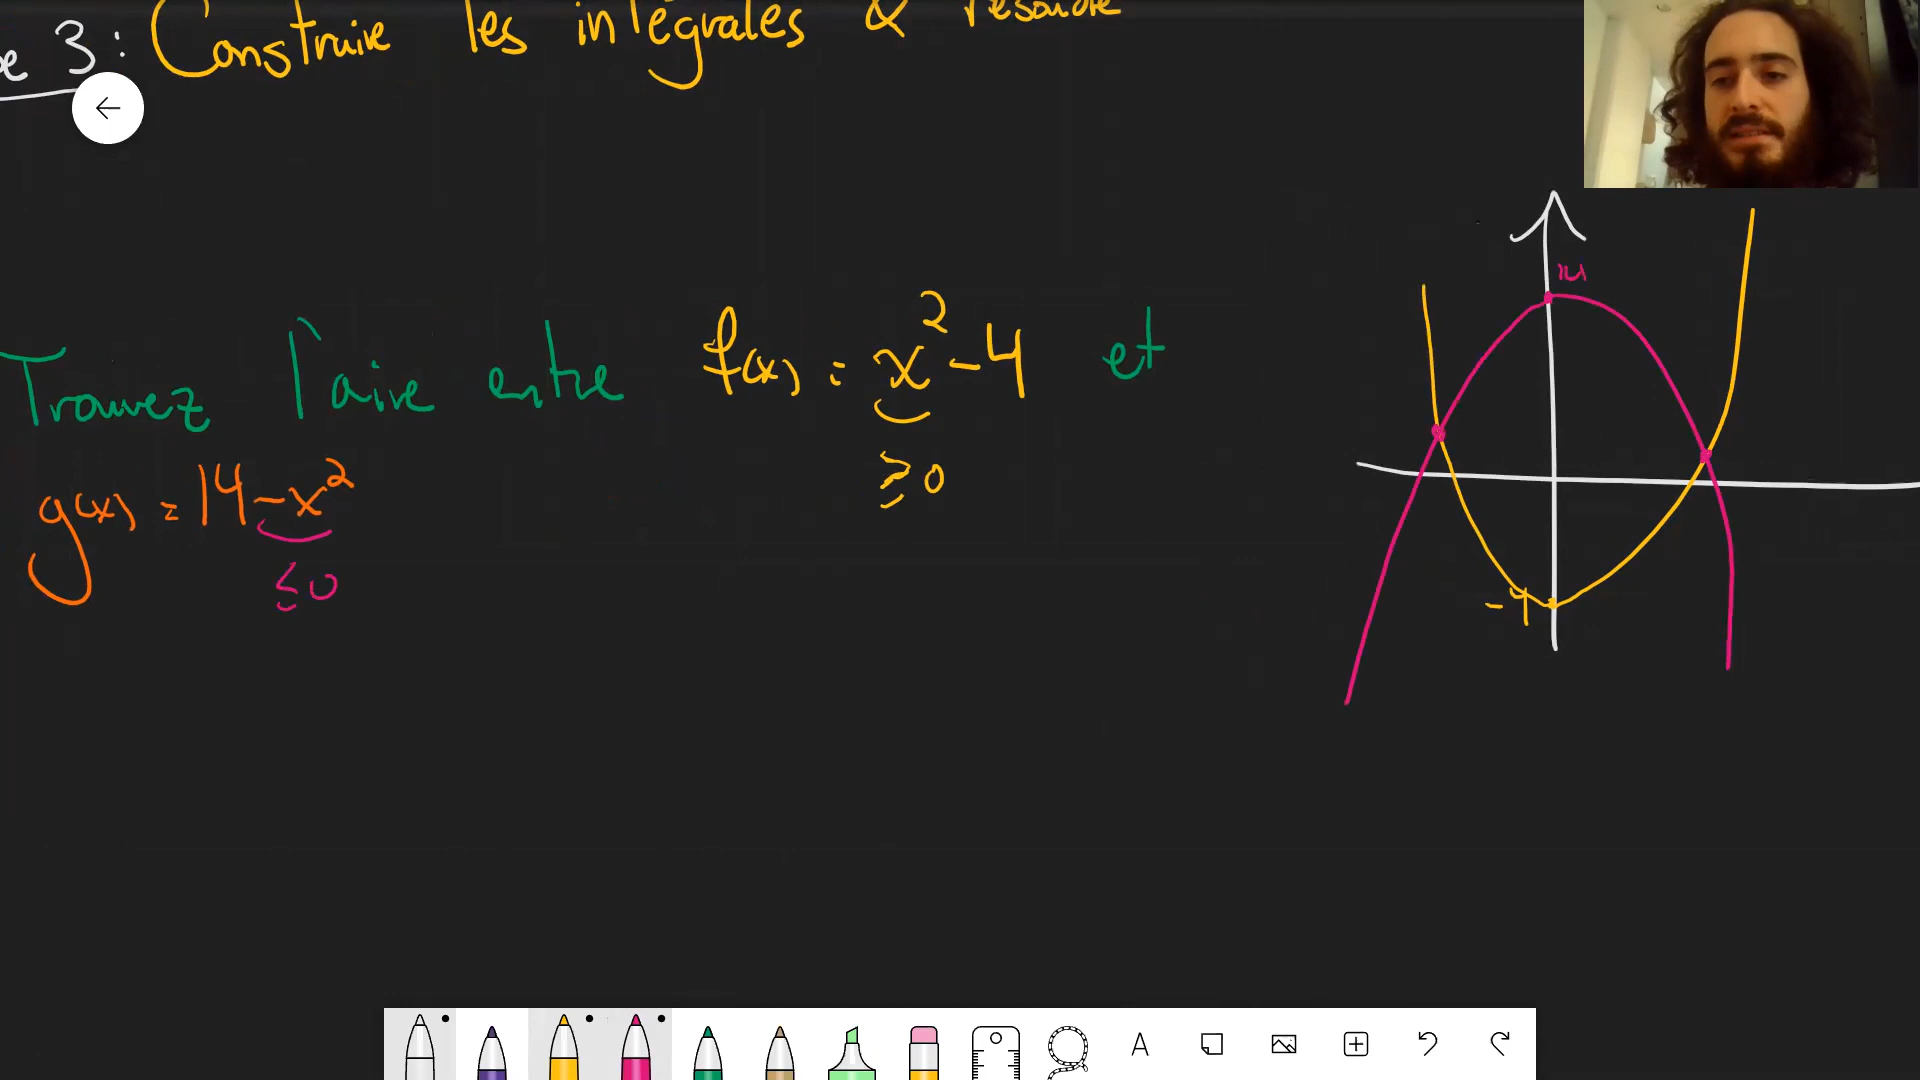 3: Construire les intégrales & résoudre
Trouvez l'aire entre f(x) = x² - 4 et
g(x) = 14 - x²
≥ 0
≤ 0
14
-4
A